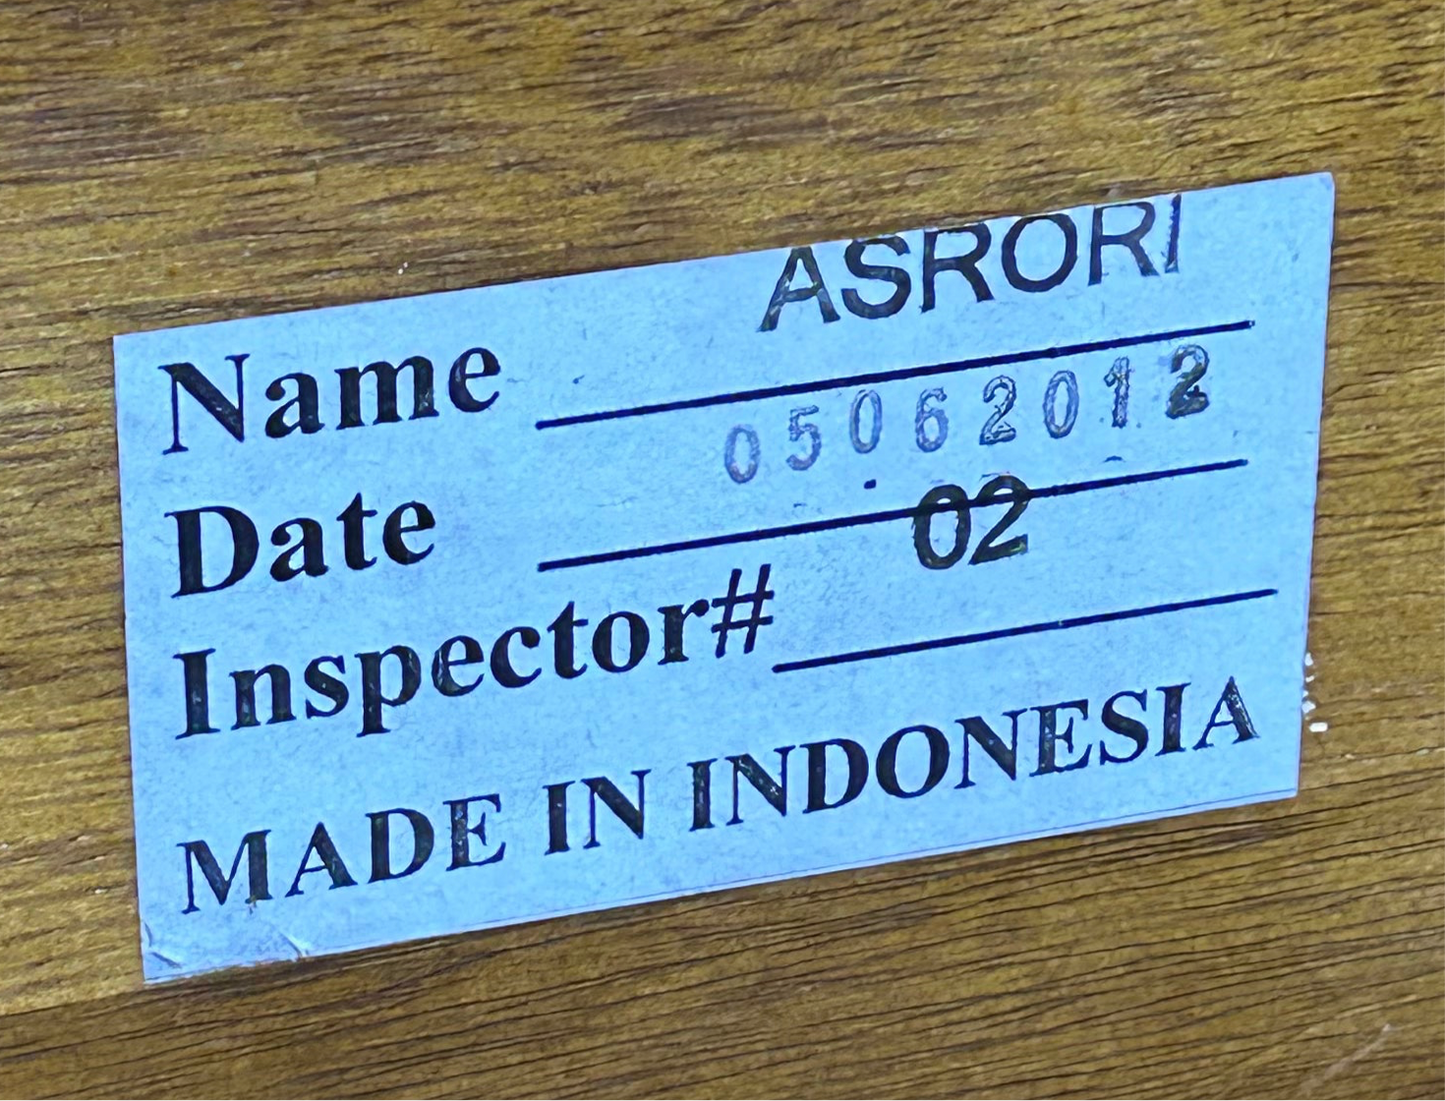 Name ASRORI
Date 05062012
Inspector# 02
MADE IN INDONESIA